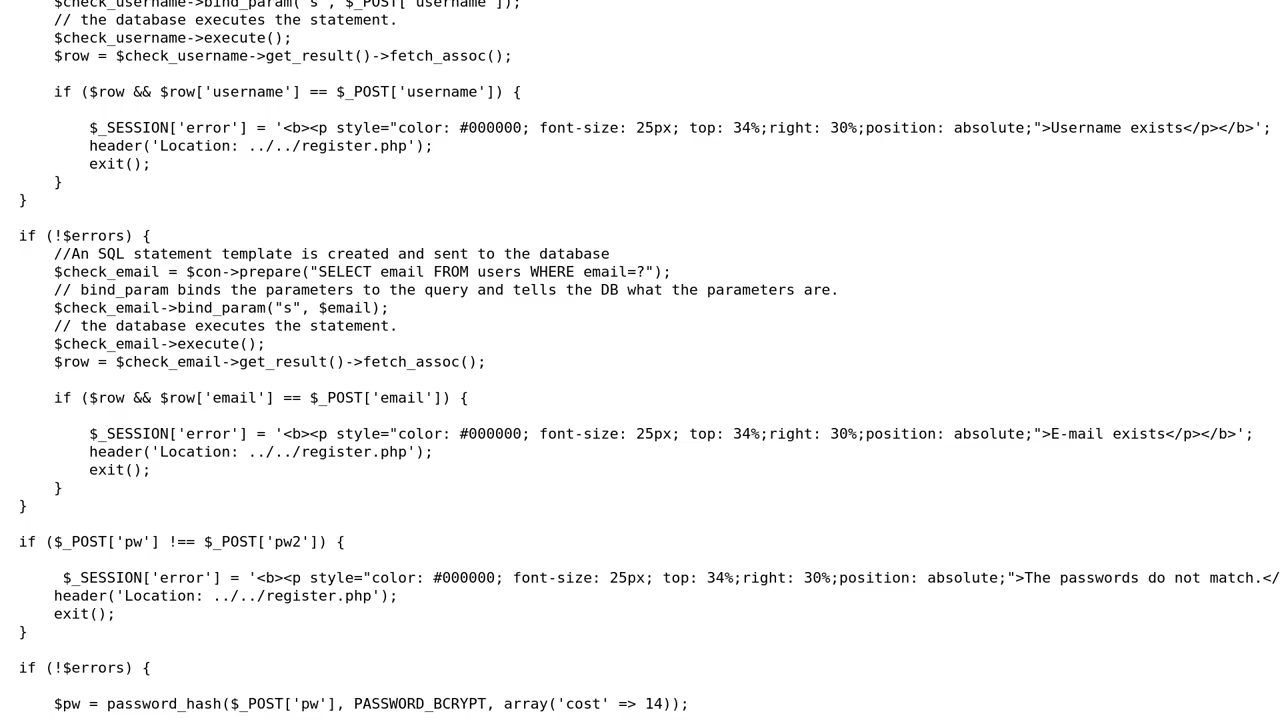 $check_username->bind_param("s", $_POST['username']);
// the database executes the statement.
$check_username->execute();
$row = $check_username->get_result()->fetch_assoc();
if ($row && $row['username'] == $_POST['username']) {
$_SESSION['error'] = '<b><p style="color: #000000; font-size: 25px; top: 34%;right: 30%;position: absolute;">Username exists</p></b>';
header('Location: ../../register.php');
exit();
}
}
if (!$errors) {
//An SQL statement template is created and sent to the database
$check_email = $con->prepare("SELECT email FROM users WHERE email=?");
// bind_param binds the parameters to the query and tells the DB what the parameters are.
$check_email->bind_param("s", $email);
// the database executes the statement.
$check_email->execute();
$row = $check_email->get_result()->fetch_assoc();
if ($row && $row['email'] == $_POST['email']) {
$_SESSION['error'] = '<b><p style="color: #000000; font-size: 25px; top: 34%;right: 30%;position: absolute;">E-mail exists</p></b>';
header('Location: ../../register.php');
exit();
}
}
if ($_POST['pw'] !== $_POST['pw2']) {
$_SESSION['error'] = '<b><p style="color: #000000; font-size: 25px; top: 34%;right: 30%;position: absolute;">The passwords do not match.</
header('Location: ../../register.php');
exit();
}
if (!$errors) {
$pw = password_hash($_POST['pw'], PASSWORD_BCRYPT, array('cost' => 14));